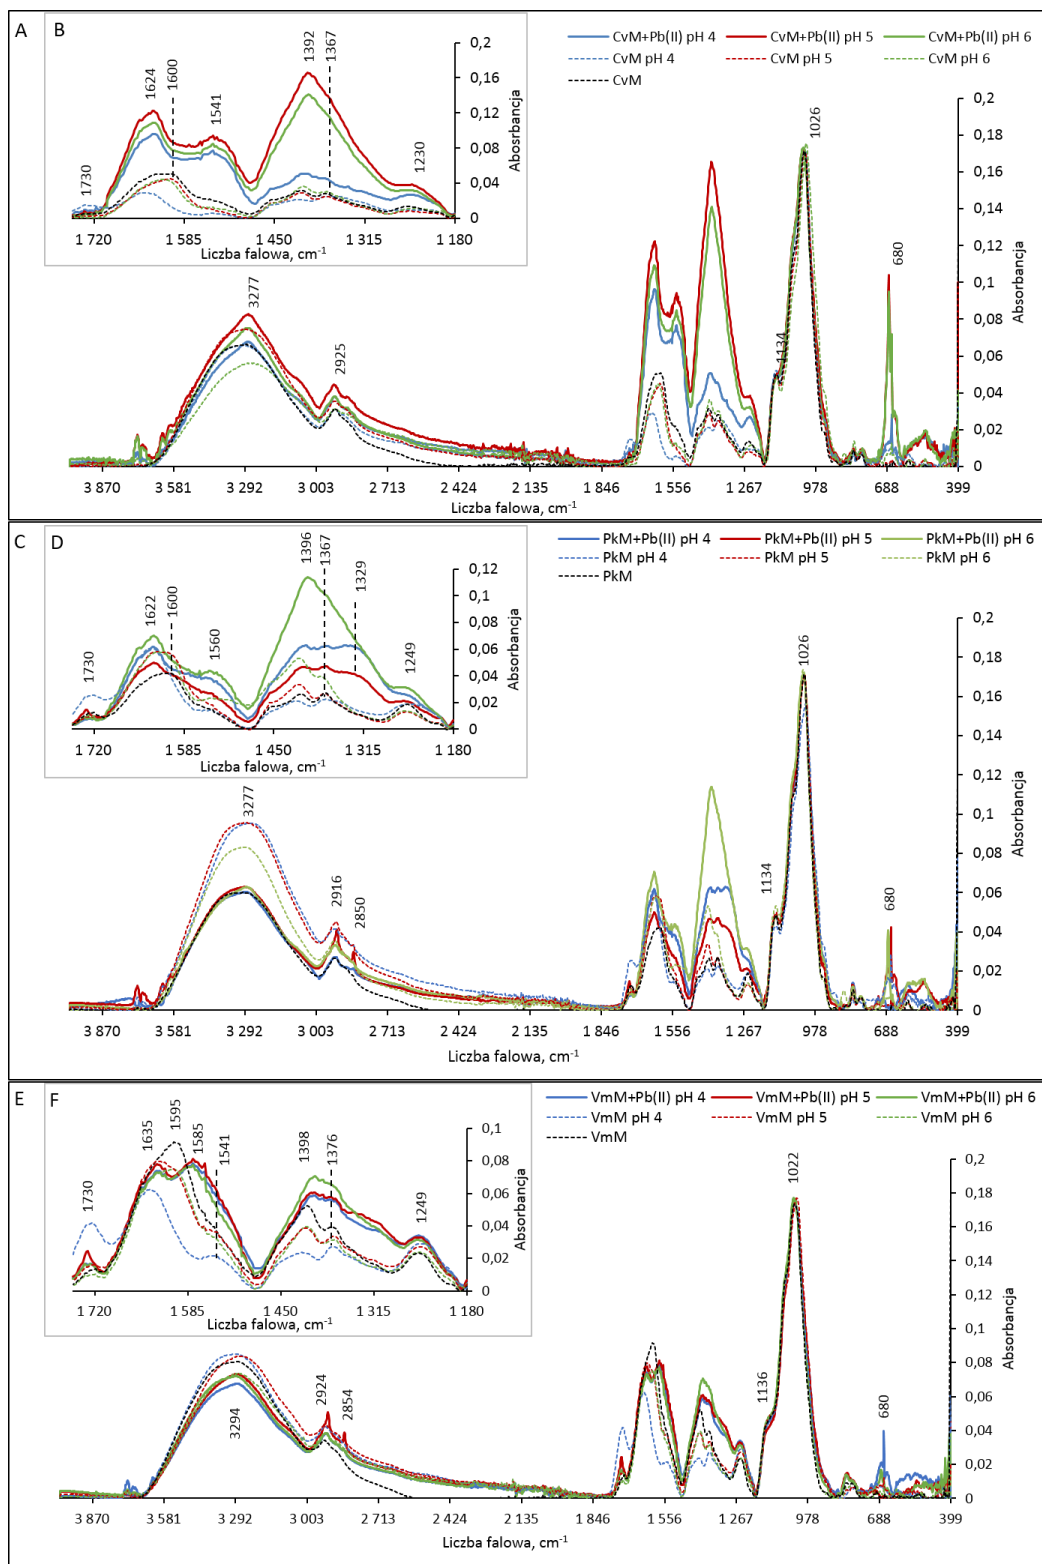 A
B
CvM+Pb(II) pH 4
CvM+Pb(II) pH 5
CvM+Pb(II) pH 6
CvM pH 4
CvM pH 5
CvM pH 6
CvM
1730
1624
1600
1541
1392
1367
1230
0,2
0,16
0,12
0,08
0,04
0
Abosrbancja
1 720 1 585 1 450 1 315 1 180
Liczba falowa, cm-1
3277
2925
1134
1026
680
0,2
0,18
0,16
0,14
0,12
0,1
0,08
0,06
0,04
0,02
0
Absorbancja
3 870 3 581 3 292 3 003 2 713 2 424 2 135 1 846 1 556 1 267 978 688 399
Liczba falowa, cm-1
C
D
PkM+Pb(II) pH 4
PkM+Pb(II) pH 5
PkM+Pb(II) pH 6
PkM pH 4
PkM pH 5
PkM pH 6
PkM
1730
1622
1600
1560
1396
1367
1329
1249
0,12
0,1
0,08
0,06
0,04
0,02
0
Absorbancja
1 720 1 585 1 450 1 315 1 180
Liczba falowa, cm-1
3277
2916
2850
1134
1026
680
0,2
0,18
0,16
0,14
0,12
0,1
0,08
0,06
0,04
0,02
0
Absorbancja
3 870 3 581 3 292 3 003 2 713 2 424 2 135 1 846 1 556 1 267 978 688 399
Liczba falowa, cm-1
E
F
VmM+Pb(II) pH 4
VmM+Pb(II) pH 5
VmM+Pb(II) pH 6
VmM pH 4
VmM pH 5
VmM pH 6
VmM
1730
1635
1595
1585
1541
1398
1376
1249
0,1
0,08
0,06
0,04
0,02
0
Absorbancja
1 720 1 585 1 450 1 315 1 180
Liczba falowa, cm-1
3294
2924
2854
1136
1022
680
0,2
0,18
0,16
0,14
0,12
0,1
0,08
0,06
0,04
0,02
0
Absorbancja
3 870 3 581 3 292 3 003 2 713 2 424 2 135 1 846 1 556 1 267 978 688 399
Liczba falowa, cm-1